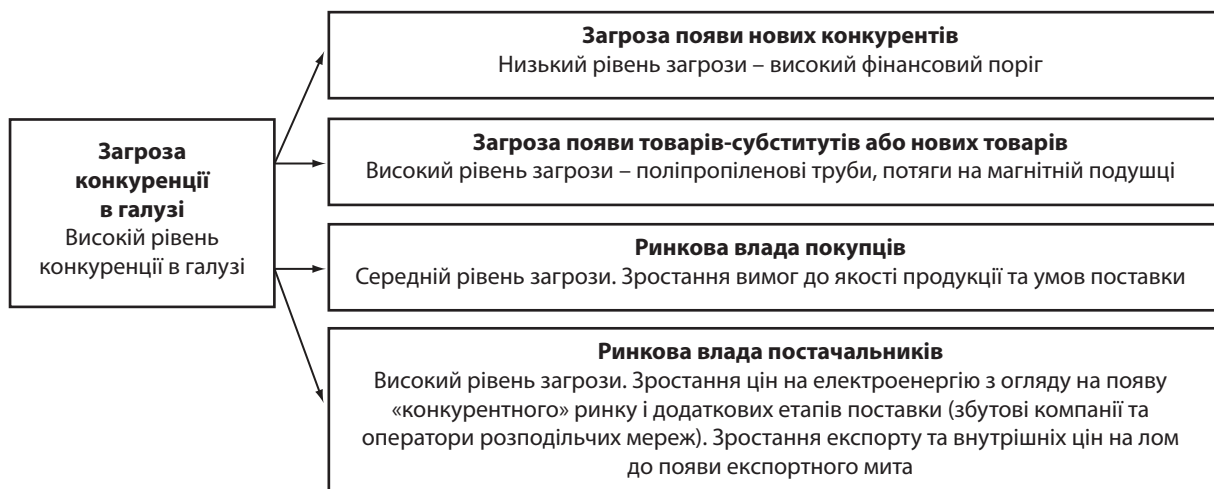 Загроза
конкуренції
в галузі
Високій рівень
конкуренції в галузі
Загроза появи нових конкурентів
Низький рівень загрози – високий фінансовий поріг
Загроза появи товарів-субститутів або нових товарів
Високий рівень загрози – поліпропіленові труби, потяги на магнітній подушці
Ринкова влада покупців
Середній рівень загрози. Зростання вимог до якості продукції та умов поставки
Ринкова влада постачальників
Високий рівень загрози. Зростання цін на електроенергію з огляду на появу
«конкурентного» ринку і додаткових етапів поставки (збутові компанії та
оператори розподільчих мереж). Зростання експорту та внутрішніх цін на лом
до появи експортного мита